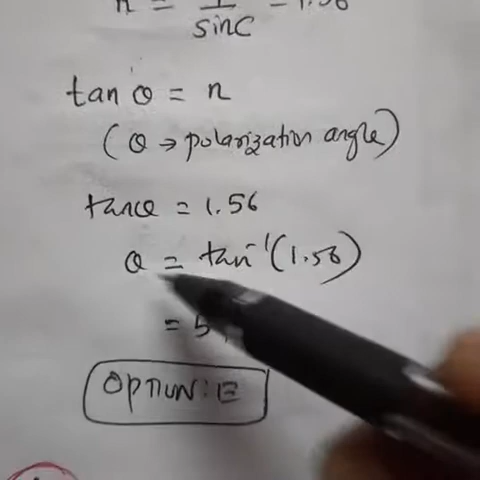 n = 1/sinC = 1.56
tan θ = n
(θ → polarization angle)
tanθ = 1.56
θ = tan⁻¹(1.56)
= 5
OPTION: B